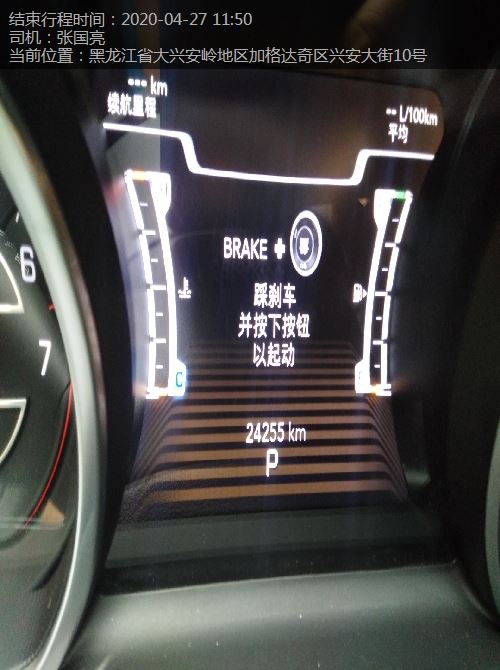 结束行程时间：2020-04-27 11:50
司机：张国亮
当前位置：黑龙江省大兴安岭地区加格达奇区兴安大街10号
--- km
续航里程
-- L/100km
平均
6
7
BRAKE +
踩刹车
并按下按钮
以起动
C
24255 km
P